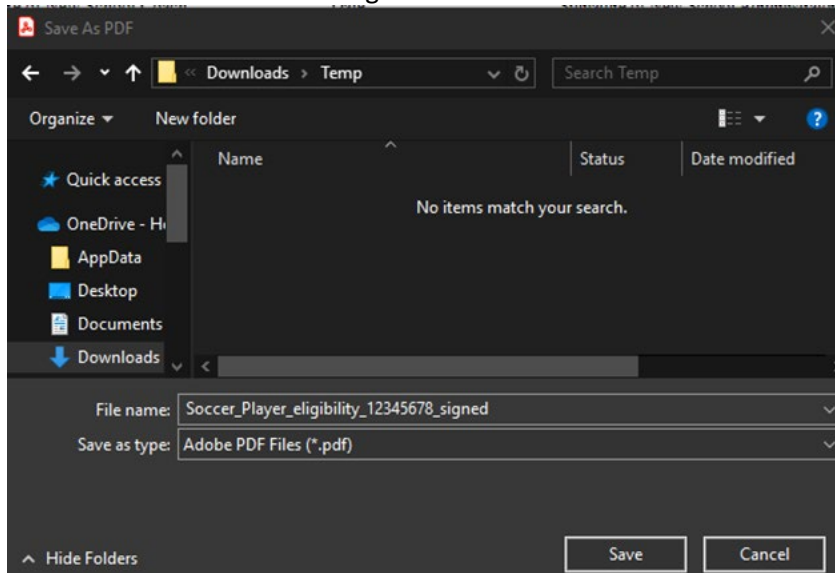 Save As PDF
« Downloads > Temp
Search Temp
Organize
New folder
Name
Status
Date modified
Quick access
No items match your search.
OneDrive - H
AppData
Desktop
Documents
Downloads
File name: Soccer_Player_eligibility_12345678_signed
Save as type: Adobe PDF Files (*.pdf)
Hide Folders
Save
Cancel